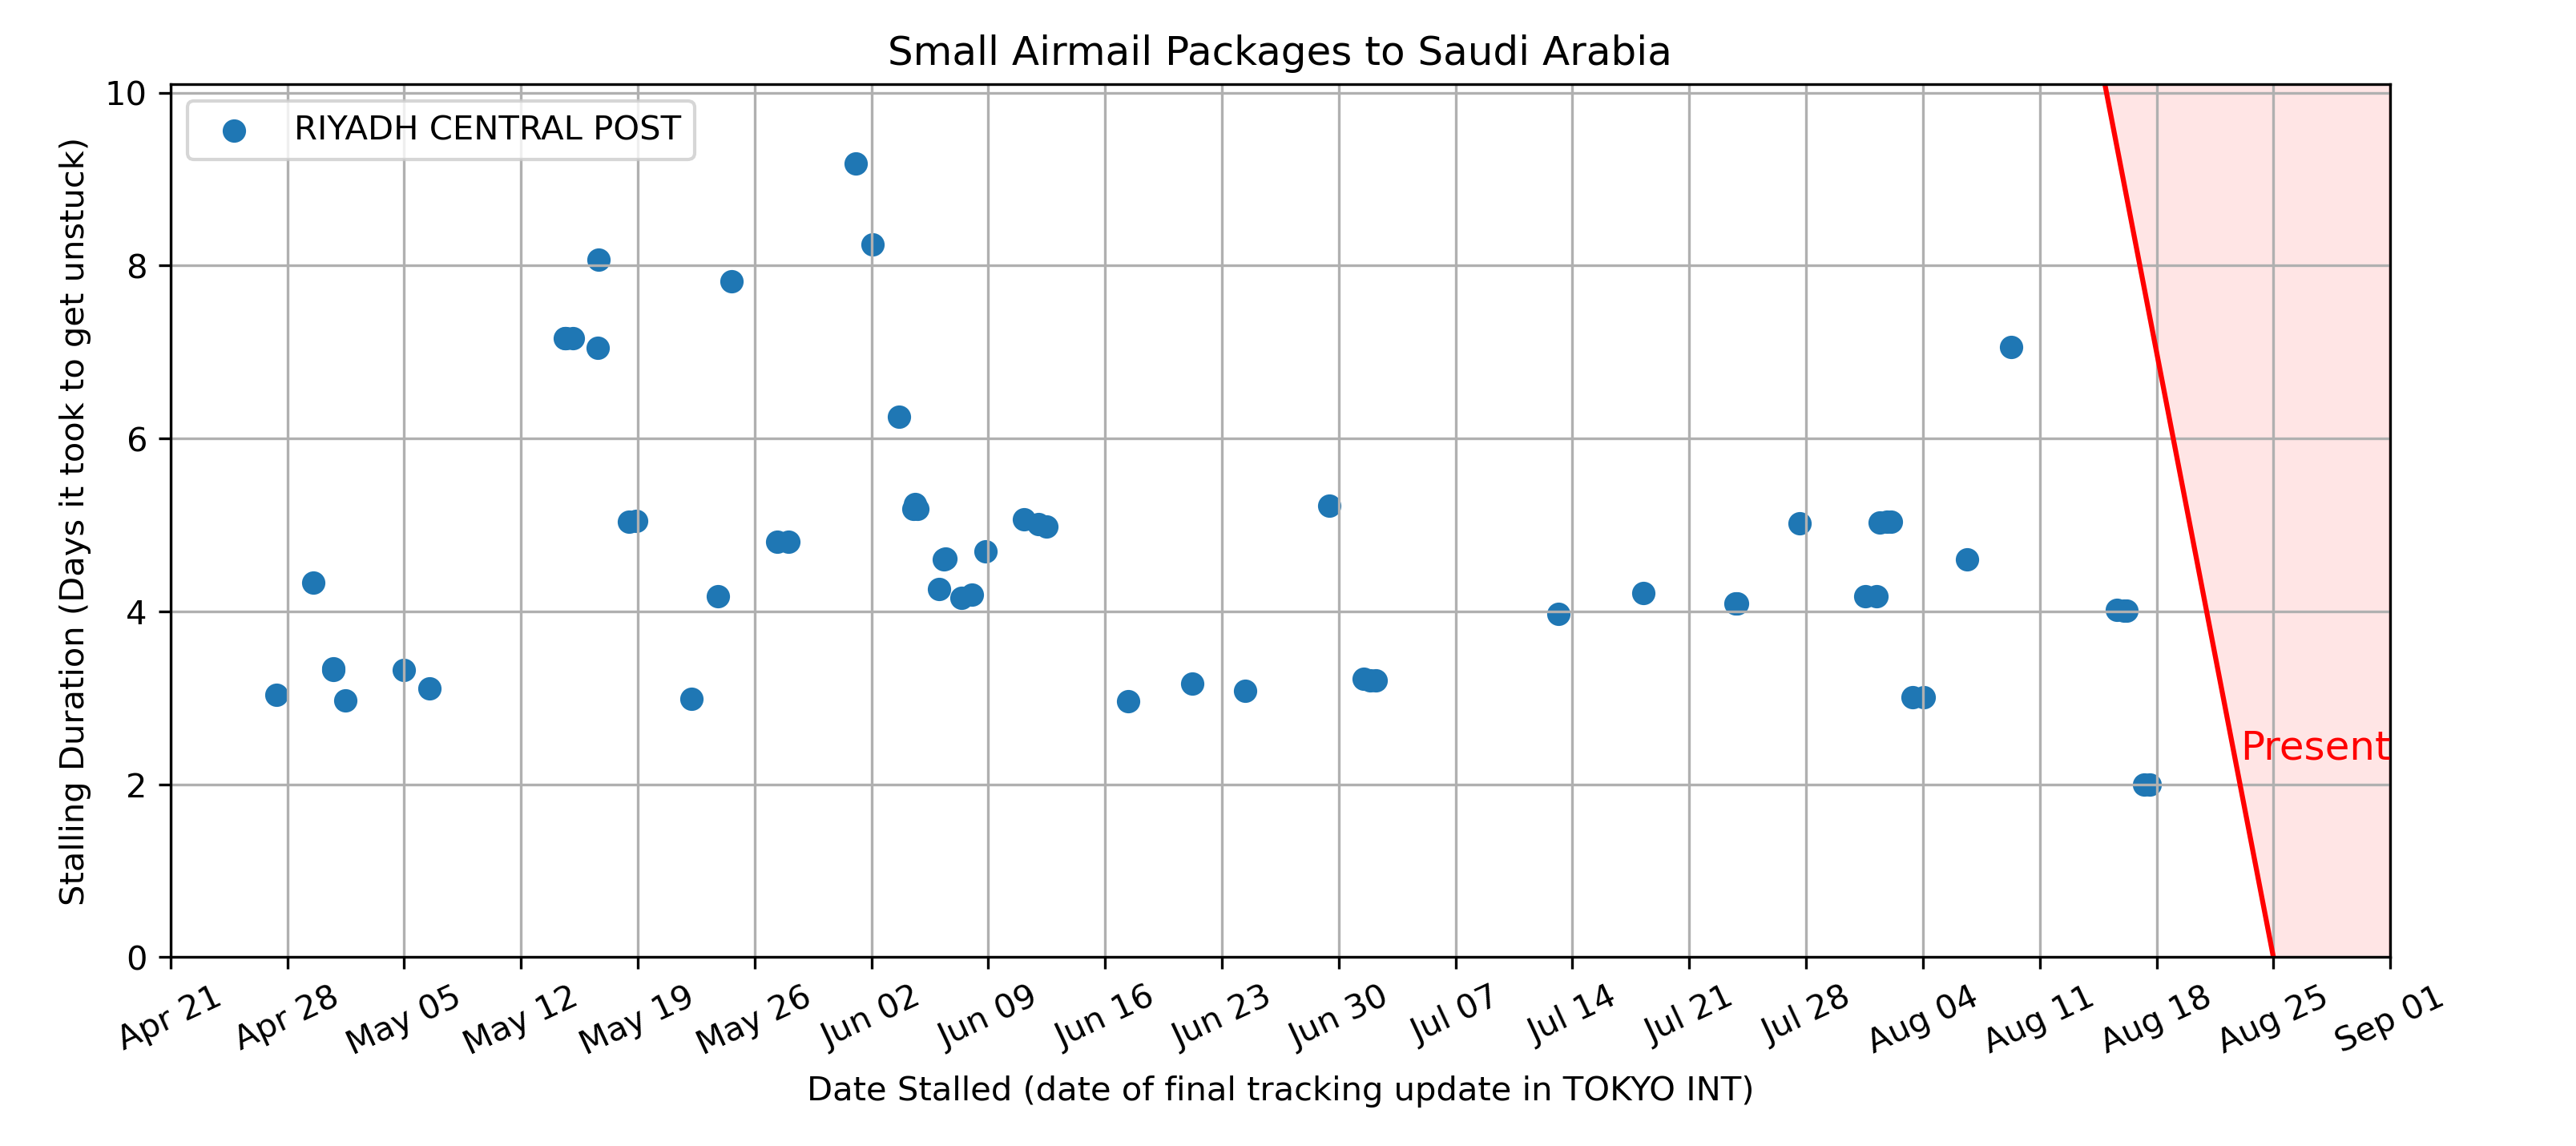 Small Airmail Packages to Saudi Arabia
RIYADH CENTRAL POST
Stalling Duration (Days it took to get unstuck)
10
8
6
4
2
0
Present
Apr 21
Apr 28
May 05
May 12
May 19
May 26
Jun 02
Jun 09
Jun 16
Jun 23
Jun 30
Jul 07
Jul 14
Jul 21
Jul 28
Aug 04
Aug 11
Aug 18
Aug 25
Sep 01
Date Stalled (date of final tracking update in TOKYO INT)